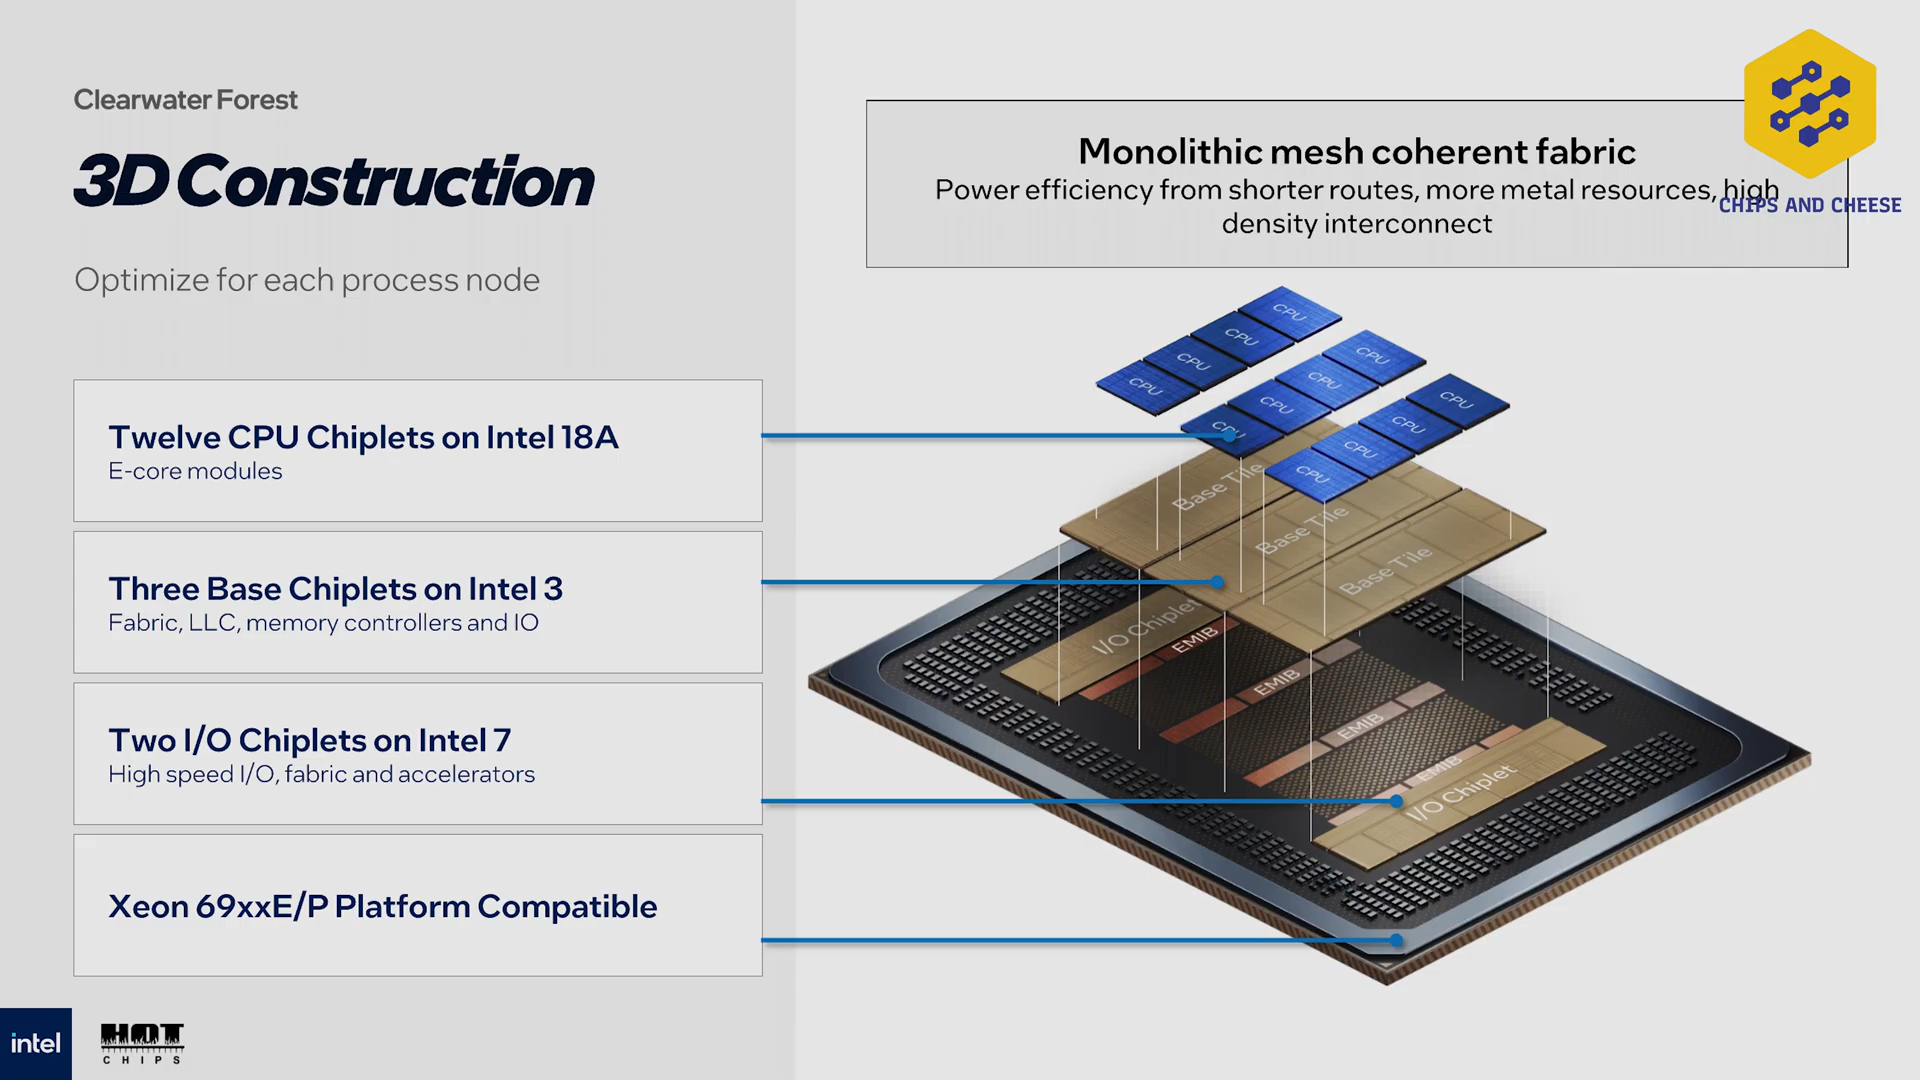 Clearwater Forest
3D Construction
Optimize for each process node
Twelve CPU Chiplets on Intel 18A
E-core modules
Three Base Chiplets on Intel 3
Fabric, LLC, memory controllers and IO
Two I/O Chiplets on Intel 7
High speed I/O, fabric and accelerators
Xeon 69xxE/P Platform Compatible
intel
HOT
CHIPS
Monolithic mesh coherent fabric
Power efficiency from shorter routes, more metal resources, high
density interconnect
CHIPS AND CHEESE
CPU
CPU
CPU
CPU
CPU
CPU
CPU
CPU
CPU
CPU
CPU
CPU
Base Tile
Base Tile
Base Tile
I/O Chiplet
EMIB
EMIB
EMIB
EMIB
I/O Chiplet